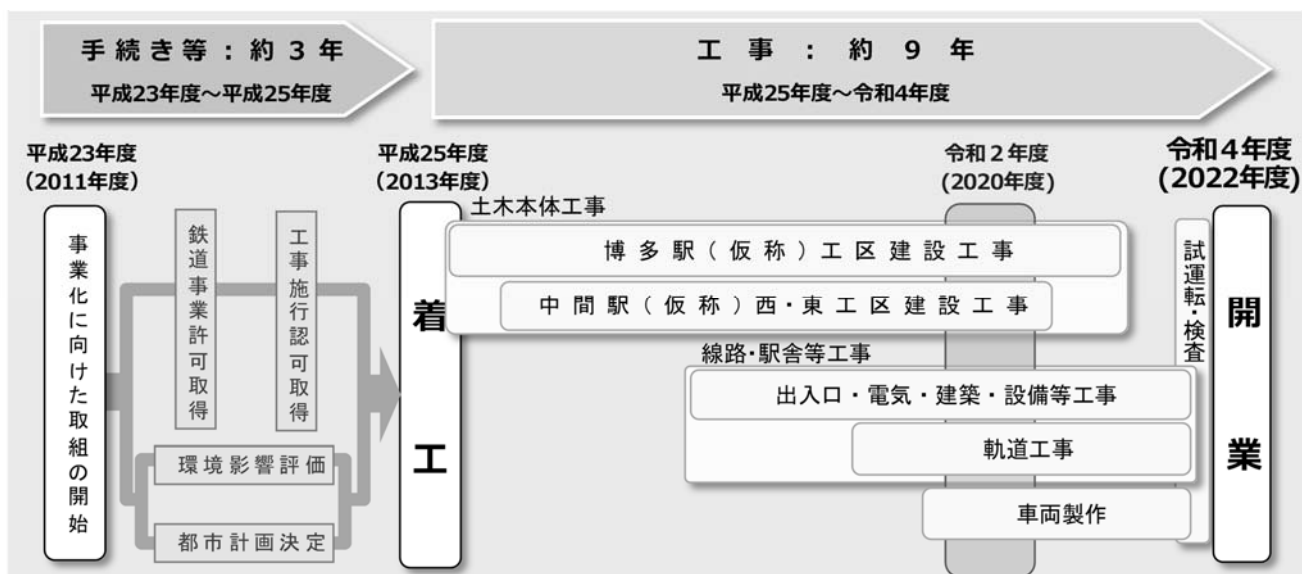 手続き等：約３年
平成23年度～平成25年度
工事：約９年
平成25年度～令和4年度
平成23年度
（2011年度）
平成25年度
（2013年度）
令和２年度
(2020年度)
令和４年度
(2022年度)
事業化に向けた取組の開始
鉄道事業許可取得
工事施行認可取得
環境影響評価
都市計画決定
着工
土木本体工事
博多駅（仮称）工区建設工事
中間駅（仮称）西・東工区建設工事
線路・駅舎等工事
出入口・電気・建築・設備等工事
軌道工事
車両製作
試運転・検査
開業